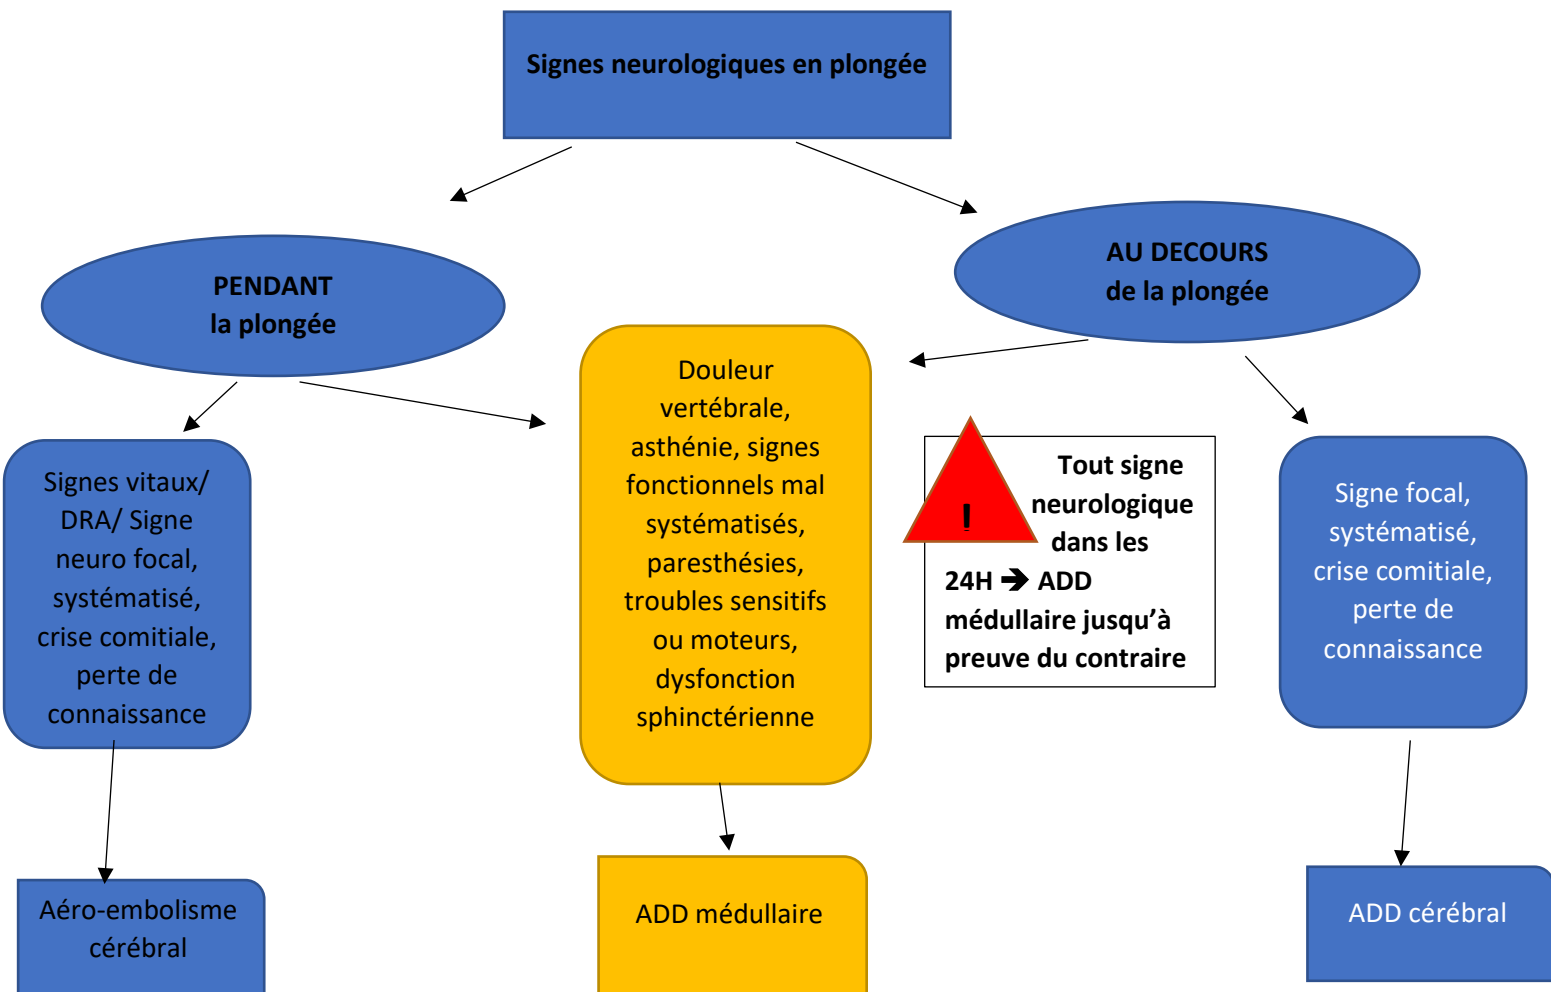 Signes neurologiques en plongée
PENDANT
la plongée
AU DECOURS
de la plongée
Signes vitaux/
DRA/ Signe
neuro focal,
systématisé,
crise comitiale,
perte de
connaissance
Douleur
vertébrale,
asthénie, signes
fonctionnels mal
systématisés,
paresthésies,
troubles sensitifs
ou moteurs,
dysfonction
sphinctérienne
!
Tout signe
neurologique
dans les
24H ➔ ADD
médullaire jusqu’à
preuve du contraire
Signe focal,
systématisé,
crise comitiale,
perte de
connaissance
Aéro-embolisme
cérébral
ADD médullaire
ADD cérébral